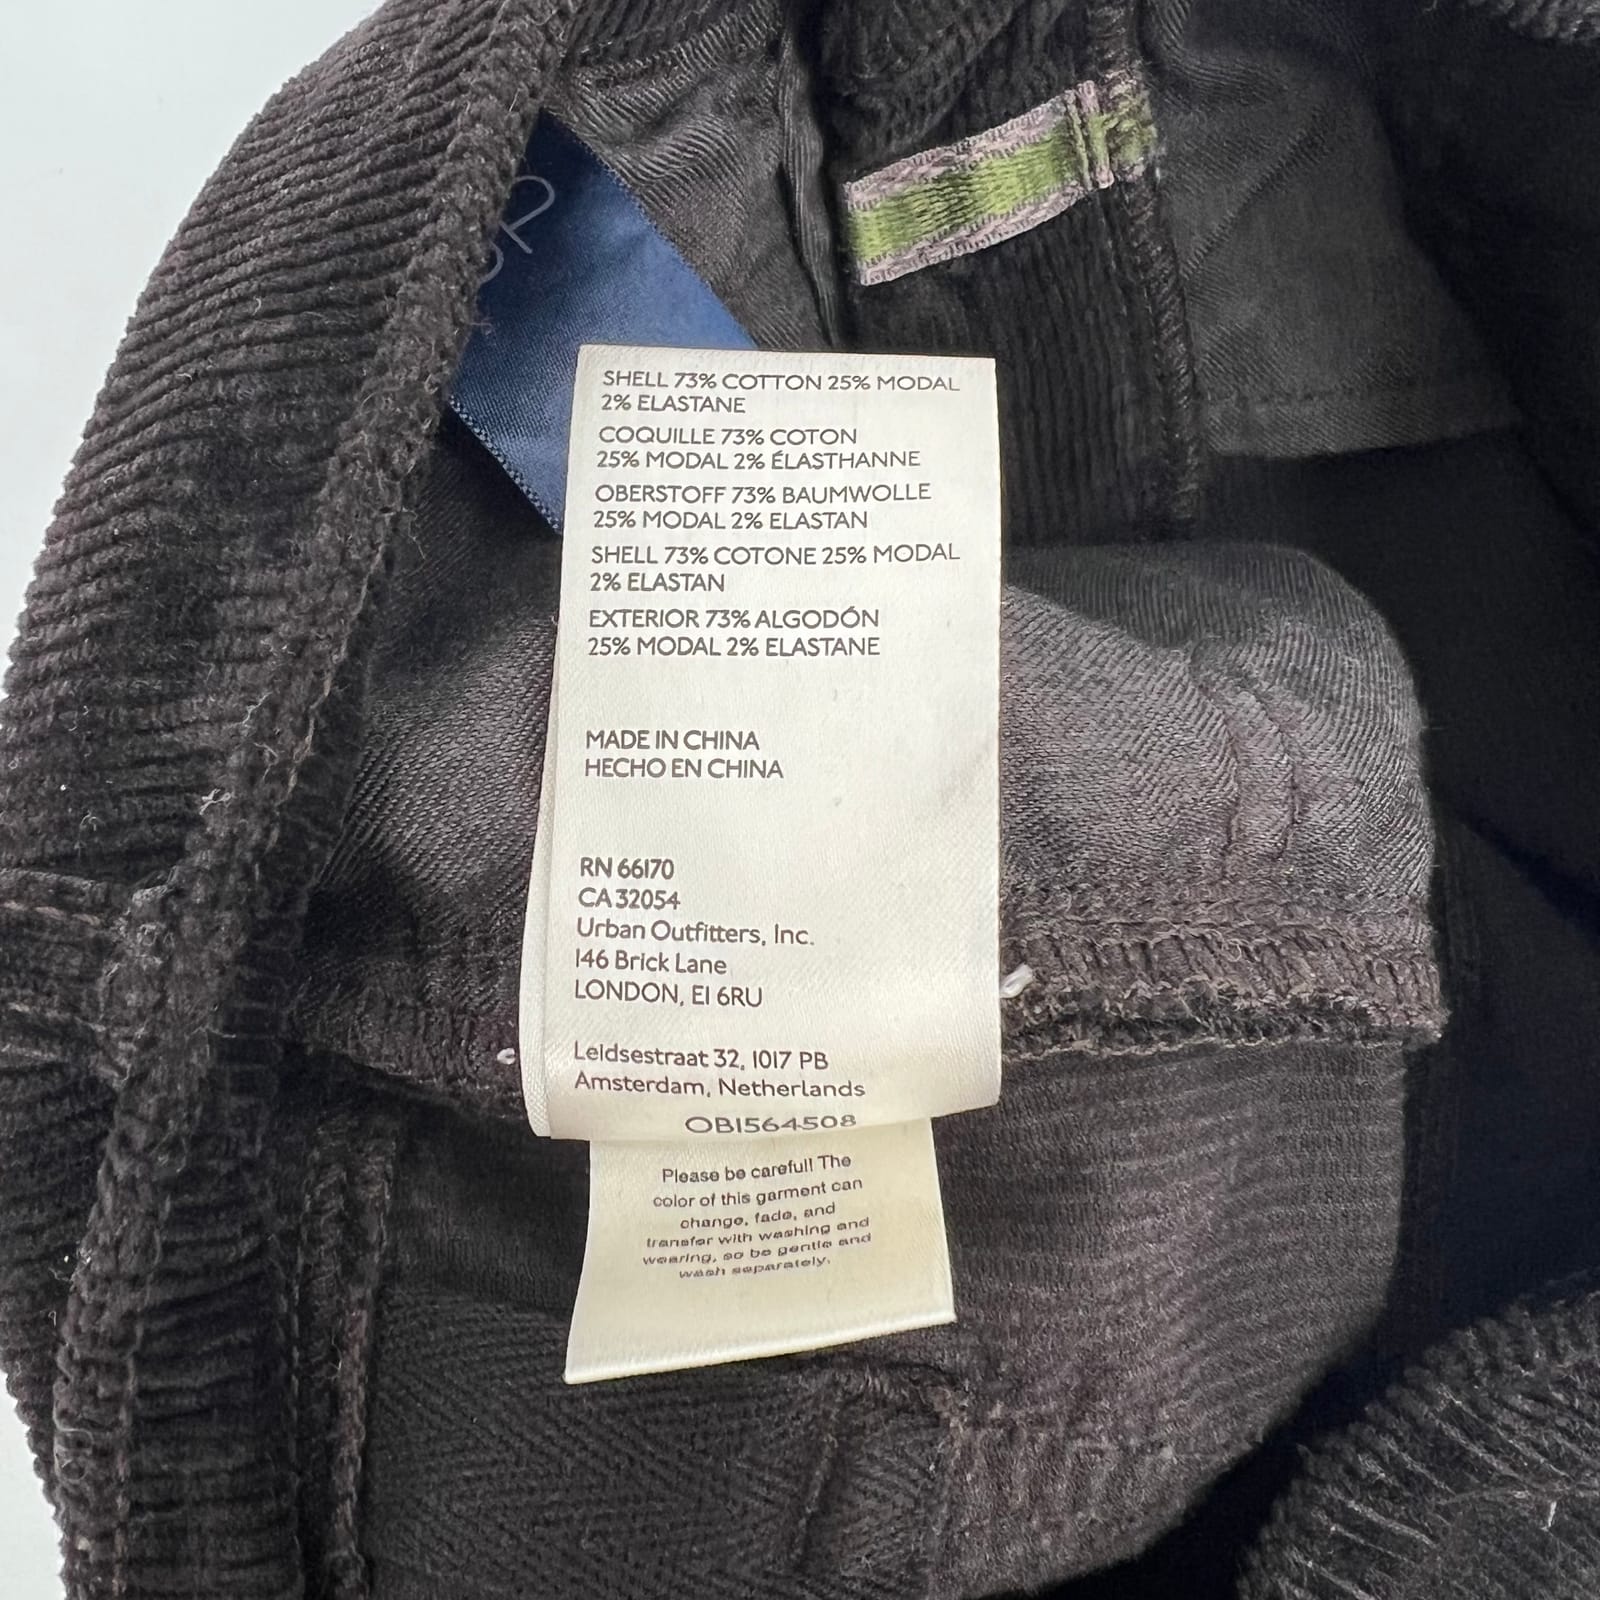 SHELL 73% COTTON 25% MODAL
2% ELASTANE
COQUILLE 73% COTON
25% MODAL 2% ÉLASTHANNE
OBERSTOFF 73% BAUMWOLLE
25% MODAL 2% ELASTAN
SHELL 73% COTONE 25% MODAL
2% ELASTAN
EXTERIOR 73% ALGODÓN
25% MODAL 2% ELASTANE
MADE IN CHINA
HECHO EN CHINA
RN 66170
CA 32054
Urban Outfitters, Inc.
146 Brick Lane
LONDON, E1 6RU
Leidsestraat 32, 1017 PB
Amsterdam, Netherlands
OB1564508
Please be careful! The
color of this garment can
change, fade, and
transfer with washing and
wearing, so be gentle and
wash separately.